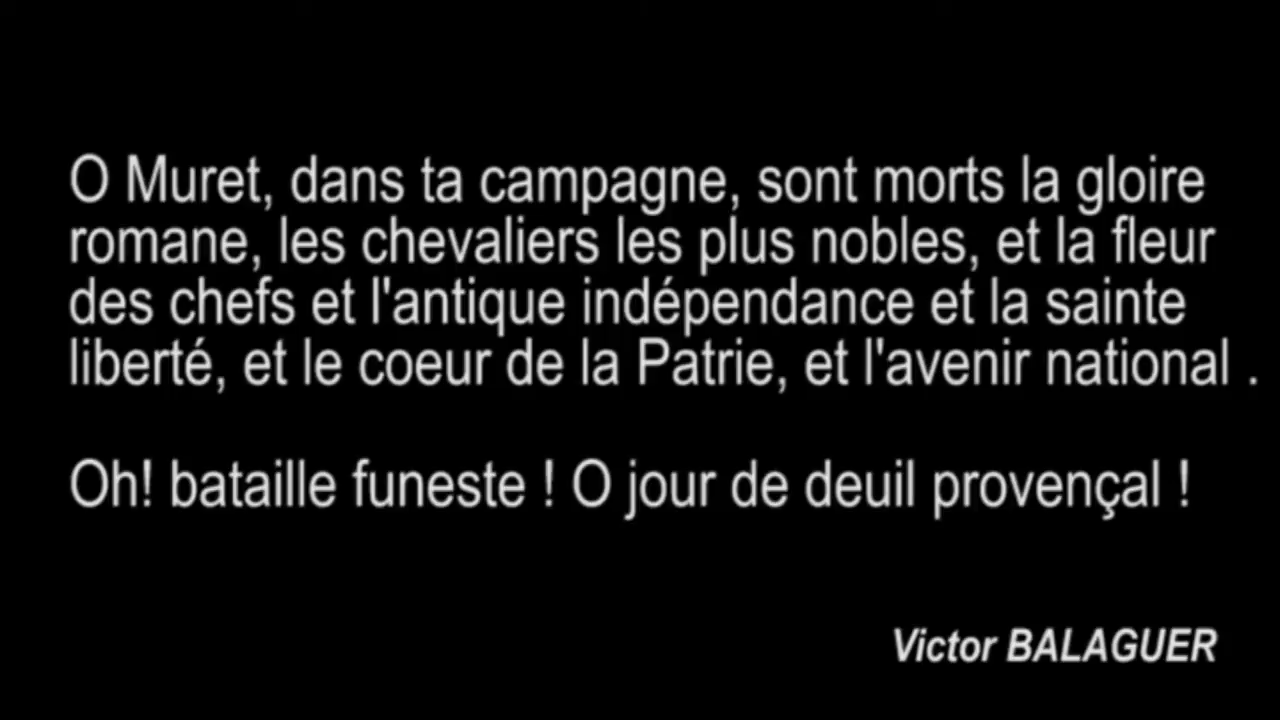 O Muret, dans ta campagne, sont morts la gloire
romane, les chevaliers les plus nobles, et la fleur
des chefs et l'antique indépendance et la sainte
liberté, et le coeur de la Patrie, et l'avenir national .
Oh! bataille funeste ! O jour de deuil provençal !
Victor BALAGUER